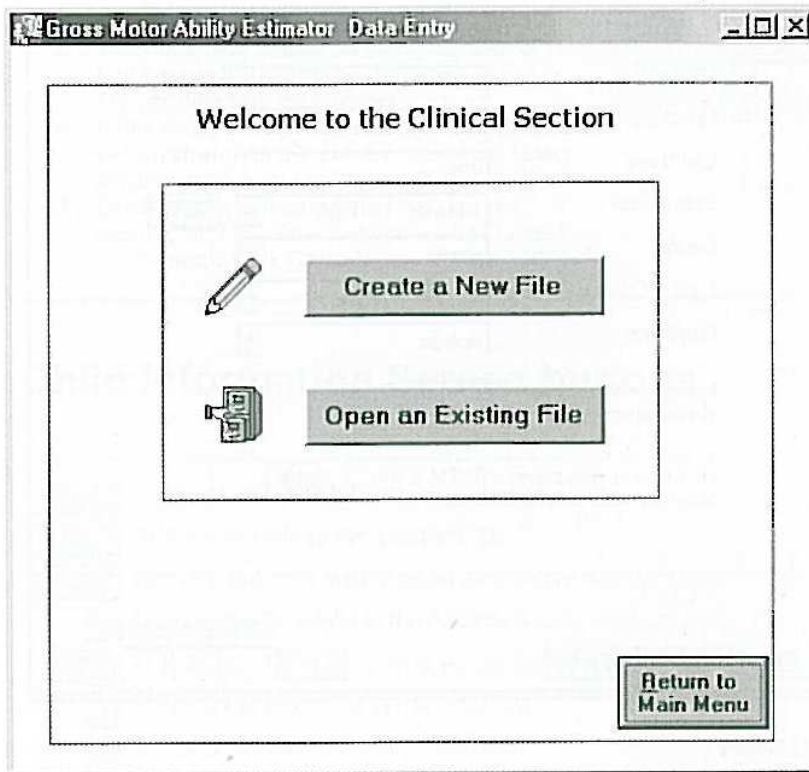 Gross Motor Ability Estimator Data Entry
Welcome to the Clinical Section
Create a New File
Open an Existing File
Return to
Main Menu